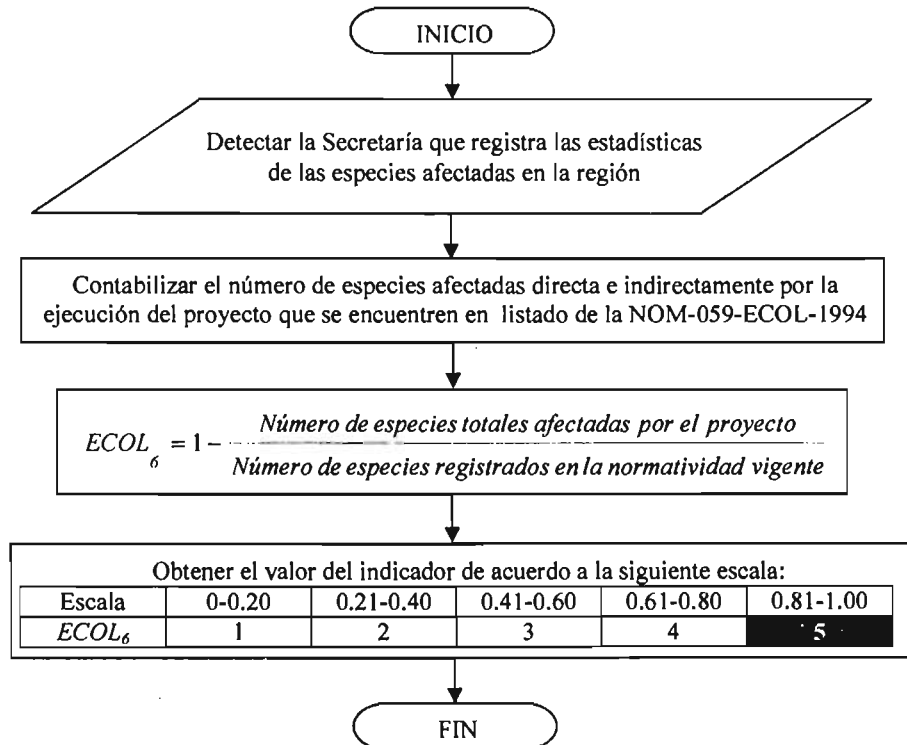 INICIO
Detectar la Secretaría que registra las estadísticas
de las especies afectadas en la región
Contabilizar el número de especies afectadas directa e indirectamente por la
ejecución del proyecto que se encuentren en listado de la NOM-059-ECOL-1994
ECOL6 = 1 - Número de especies totales afectadas por el proyecto
Número de especies registrados en la normatividad vigente
Obtener el valor del indicador de acuerdo a la siguiente escala:
Escala 0-0.20 0.21-0.40 0.41-0.60 0.61-0.80 0.81-1.00
ECOL6 1 2 3 4 5
FIN